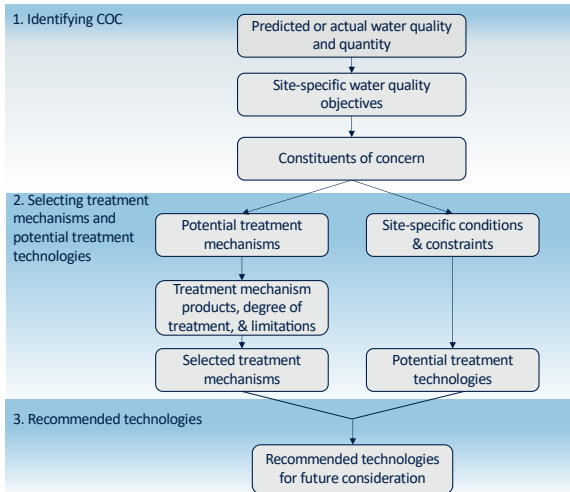 1. Identifying COC
Predicted or actual water quality
and quantity
Site-specific water quality
objectives
Constituents of concern
2. Selecting treatment
mechanisms and
potential treatment
technologies
Potential treatment
mechanisms
Site-specific conditions
& constraints
Treatment mechanism
products, degree of
treatment, & limitations
Selected treatment
mechanisms
Potential treatment
technologies
3. Recommended technologies
Recommended technologies
for future consideration